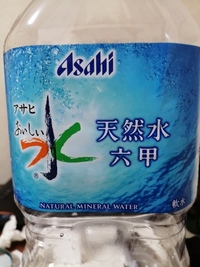 Asahi
アサヒ
おいしい
水
天然水
六甲
NATURAL MINERAL WATER
軟水